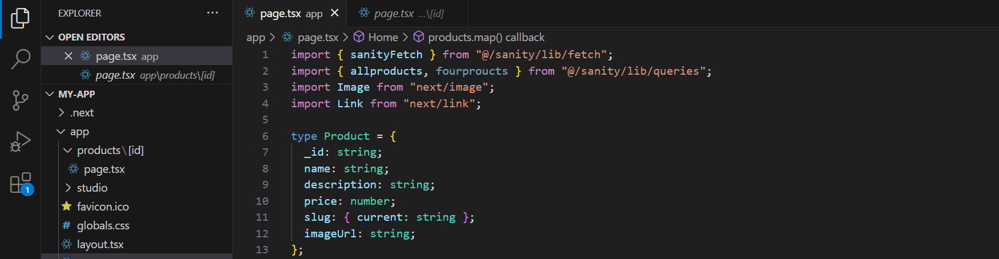 EXPLORER ...
OPEN EDITORS
page.tsx app
page.tsx app\products\[id]
MY-APP
.next
app
products\[id]
page.tsx
studio
favicon.ico
# globals.css
layout.tsx
1
page.tsx app page.tsx ...\[id]
app > page.tsx > Home > products.map() callback
1 import { sanityFetch } from "@/sanity/lib/fetch";
2 import { allproducts, fourproucts } from "@/sanity/lib/queries";
3 import Image from "next/image";
4 import Link from "next/link";
5
6 type Product = {
7 _id: string;
8 name: string;
9 description: string;
10 price: number;
11 slug: { current: string };
12 imageUrl: string;
13 };